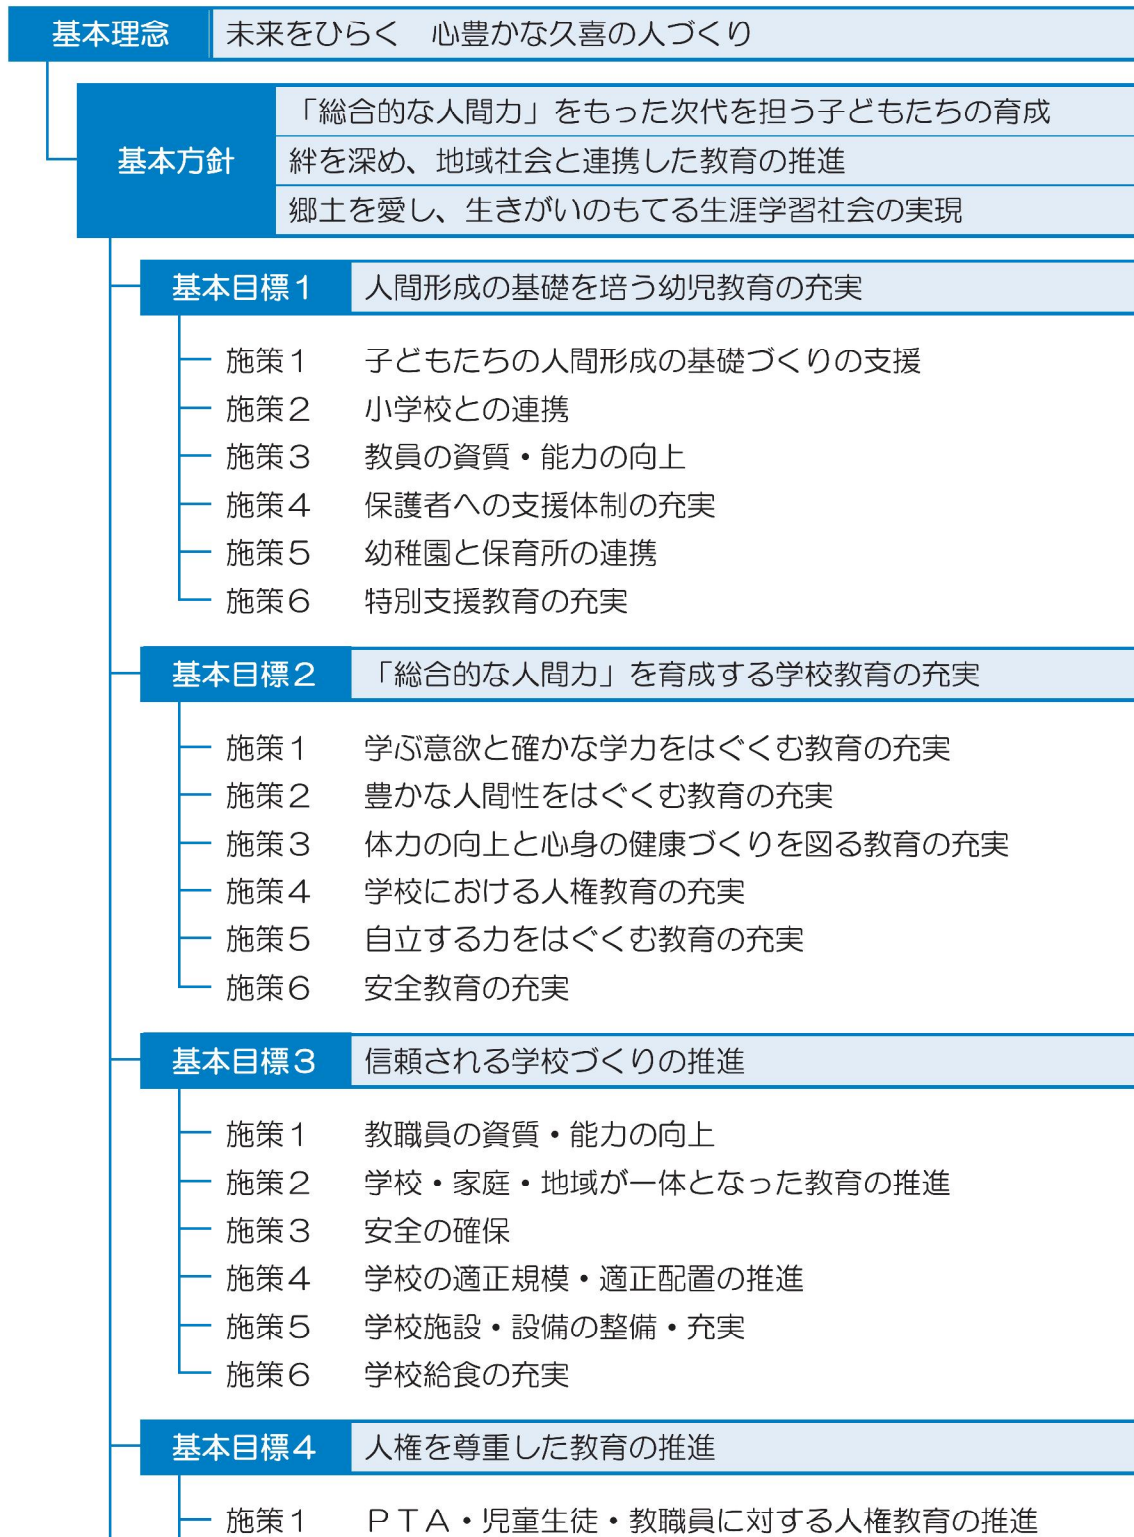 基本理念 未来をひらく　心豊かな久喜の人づくり
基本方針
「総合的な人間力」をもった次代を担う子どもたちの育成
絆を深め、地域社会と連携した教育の推進
郷土を愛し、生きがいのもてる生涯学習社会の実現
基本目標１ 人間形成の基礎を培う幼児教育の充実
施策１ 子どもたちの人間形成の基礎づくりの支援
施策２ 小学校との連携
施策３ 教員の資質・能力の向上
施策４ 保護者への支援体制の充実
施策５ 幼稚園と保育所の連携
施策６ 特別支援教育の充実
基本目標２ 「総合的な人間力」を育成する学校教育の充実
施策１ 学ぶ意欲と確かな学力をはぐくむ教育の充実
施策２ 豊かな人間性をはぐくむ教育の充実
施策３ 体力の向上と心身の健康づくりを図る教育の充実
施策４ 学校における人権教育の充実
施策５ 自立する力をはぐくむ教育の充実
施策６ 安全教育の充実
基本目標３ 信頼される学校づくりの推進
施策１ 教職員の資質・能力の向上
施策２ 学校・家庭・地域が一体となった教育の推進
施策３ 安全の確保
施策４ 学校の適正規模・適正配置の推進
施策５ 学校施設・設備の整備・充実
施策６ 学校給食の充実
基本目標４ 人権を尊重した教育の推進
施策１ ＰＴＡ・児童生徒・教職員に対する人権教育の推進